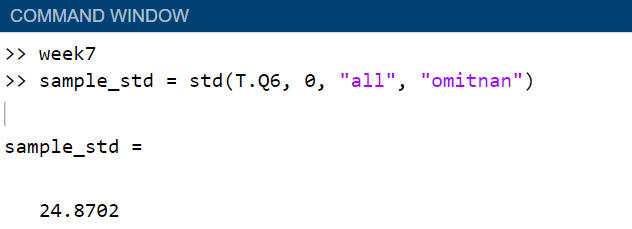 COMMAND WINDOW
>> week7
>> sample_std = std(T.Q6, 0, "all", "omitnan")
sample_std =
24.8702